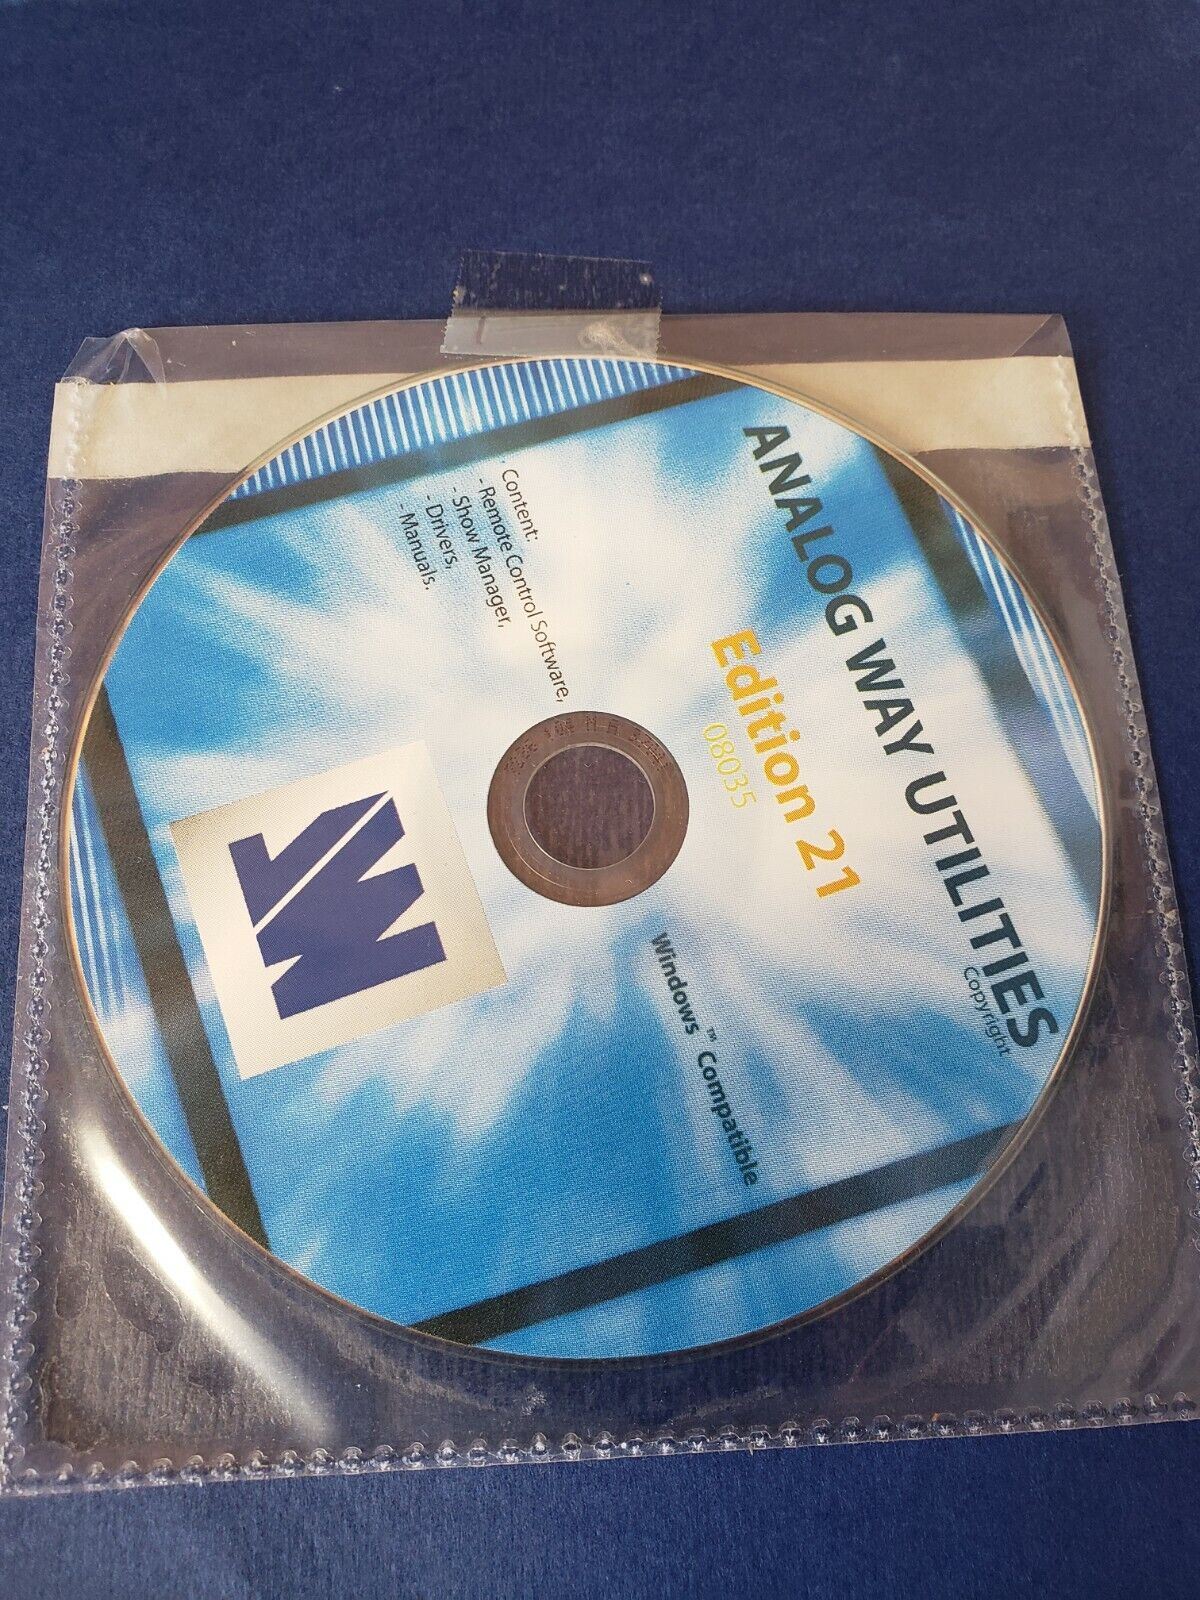 ANALOG WAY UTILITIES
Copyright
Edition 21
08035
Windows™ Compatible
Content:
- Remote Control Software,
- Show Manager,
- Drivers,
- Manuals.